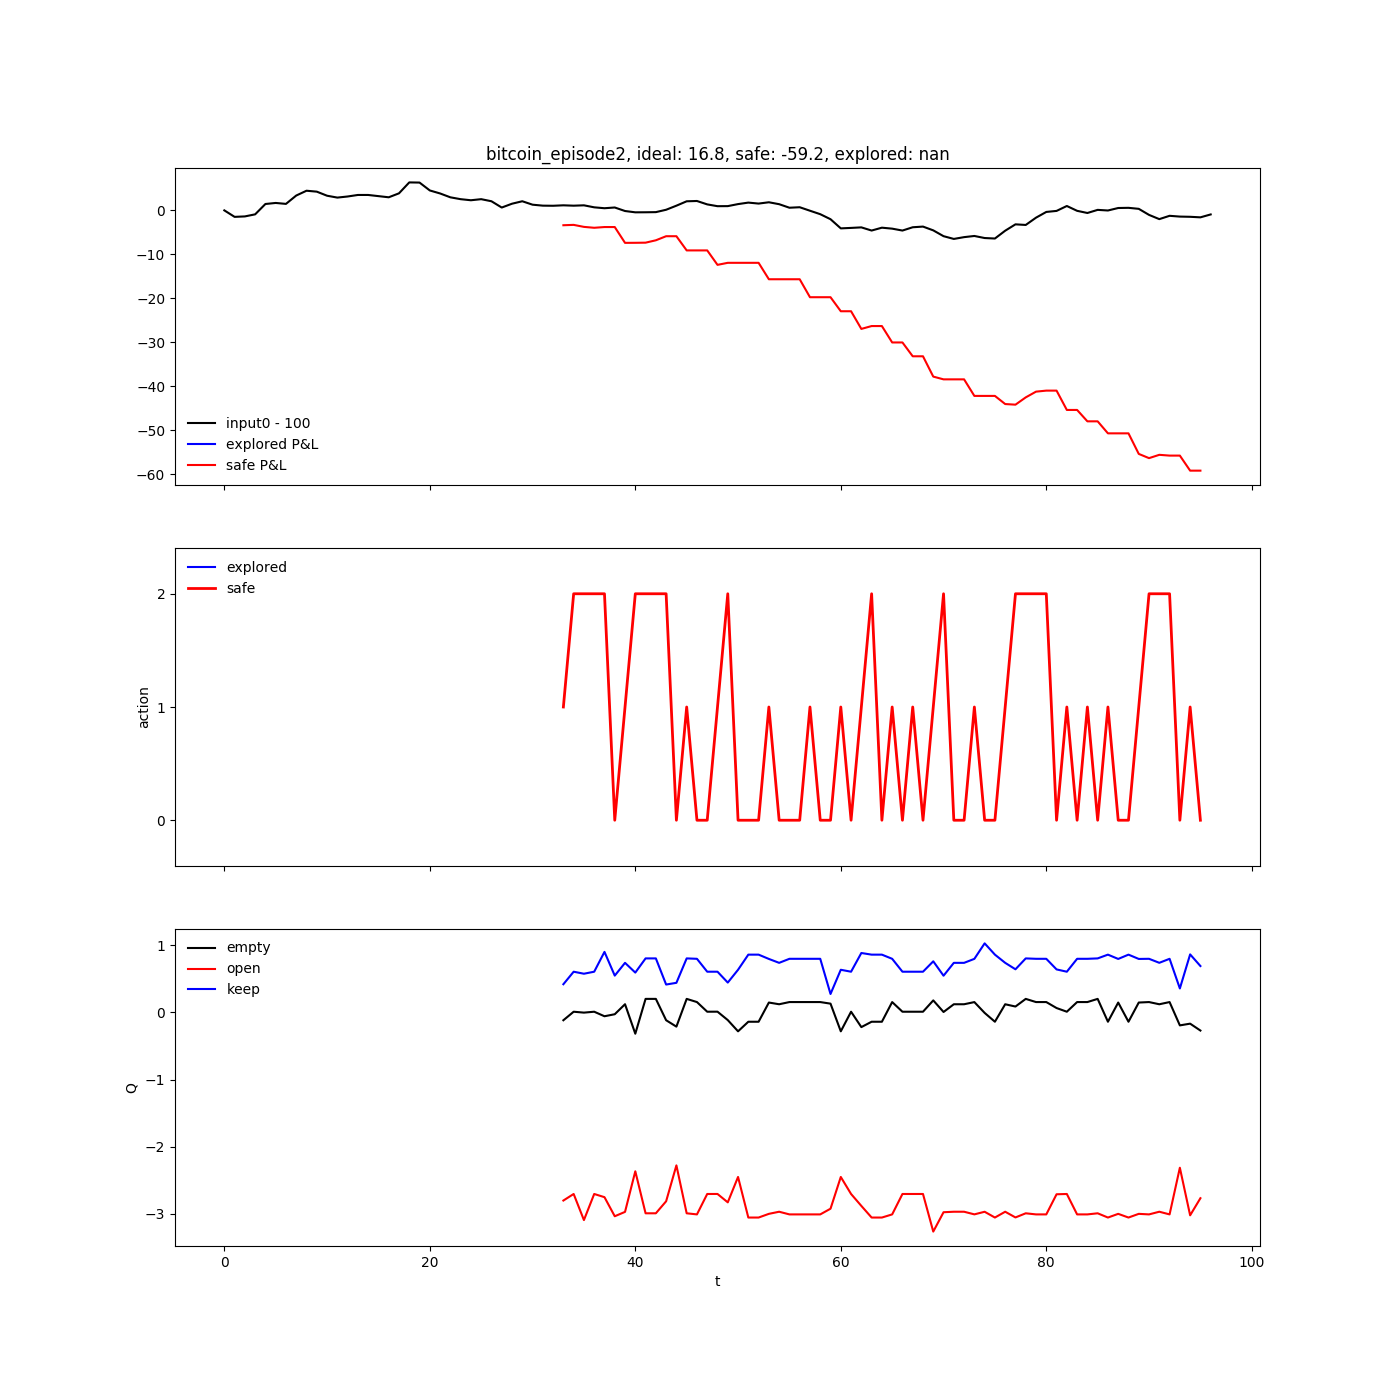 bitcoin_episode2, ideal: 16.8, safe: -59.2, explored: nan
0
−10
−20
−30
−40
−50
−60
input0 - 100
explored P&L
safe P&L
explored
safe
2
1
0
action
empty
open
keep
1
0
−1
−2
−3
Q
0 20 40 60 80 100
t